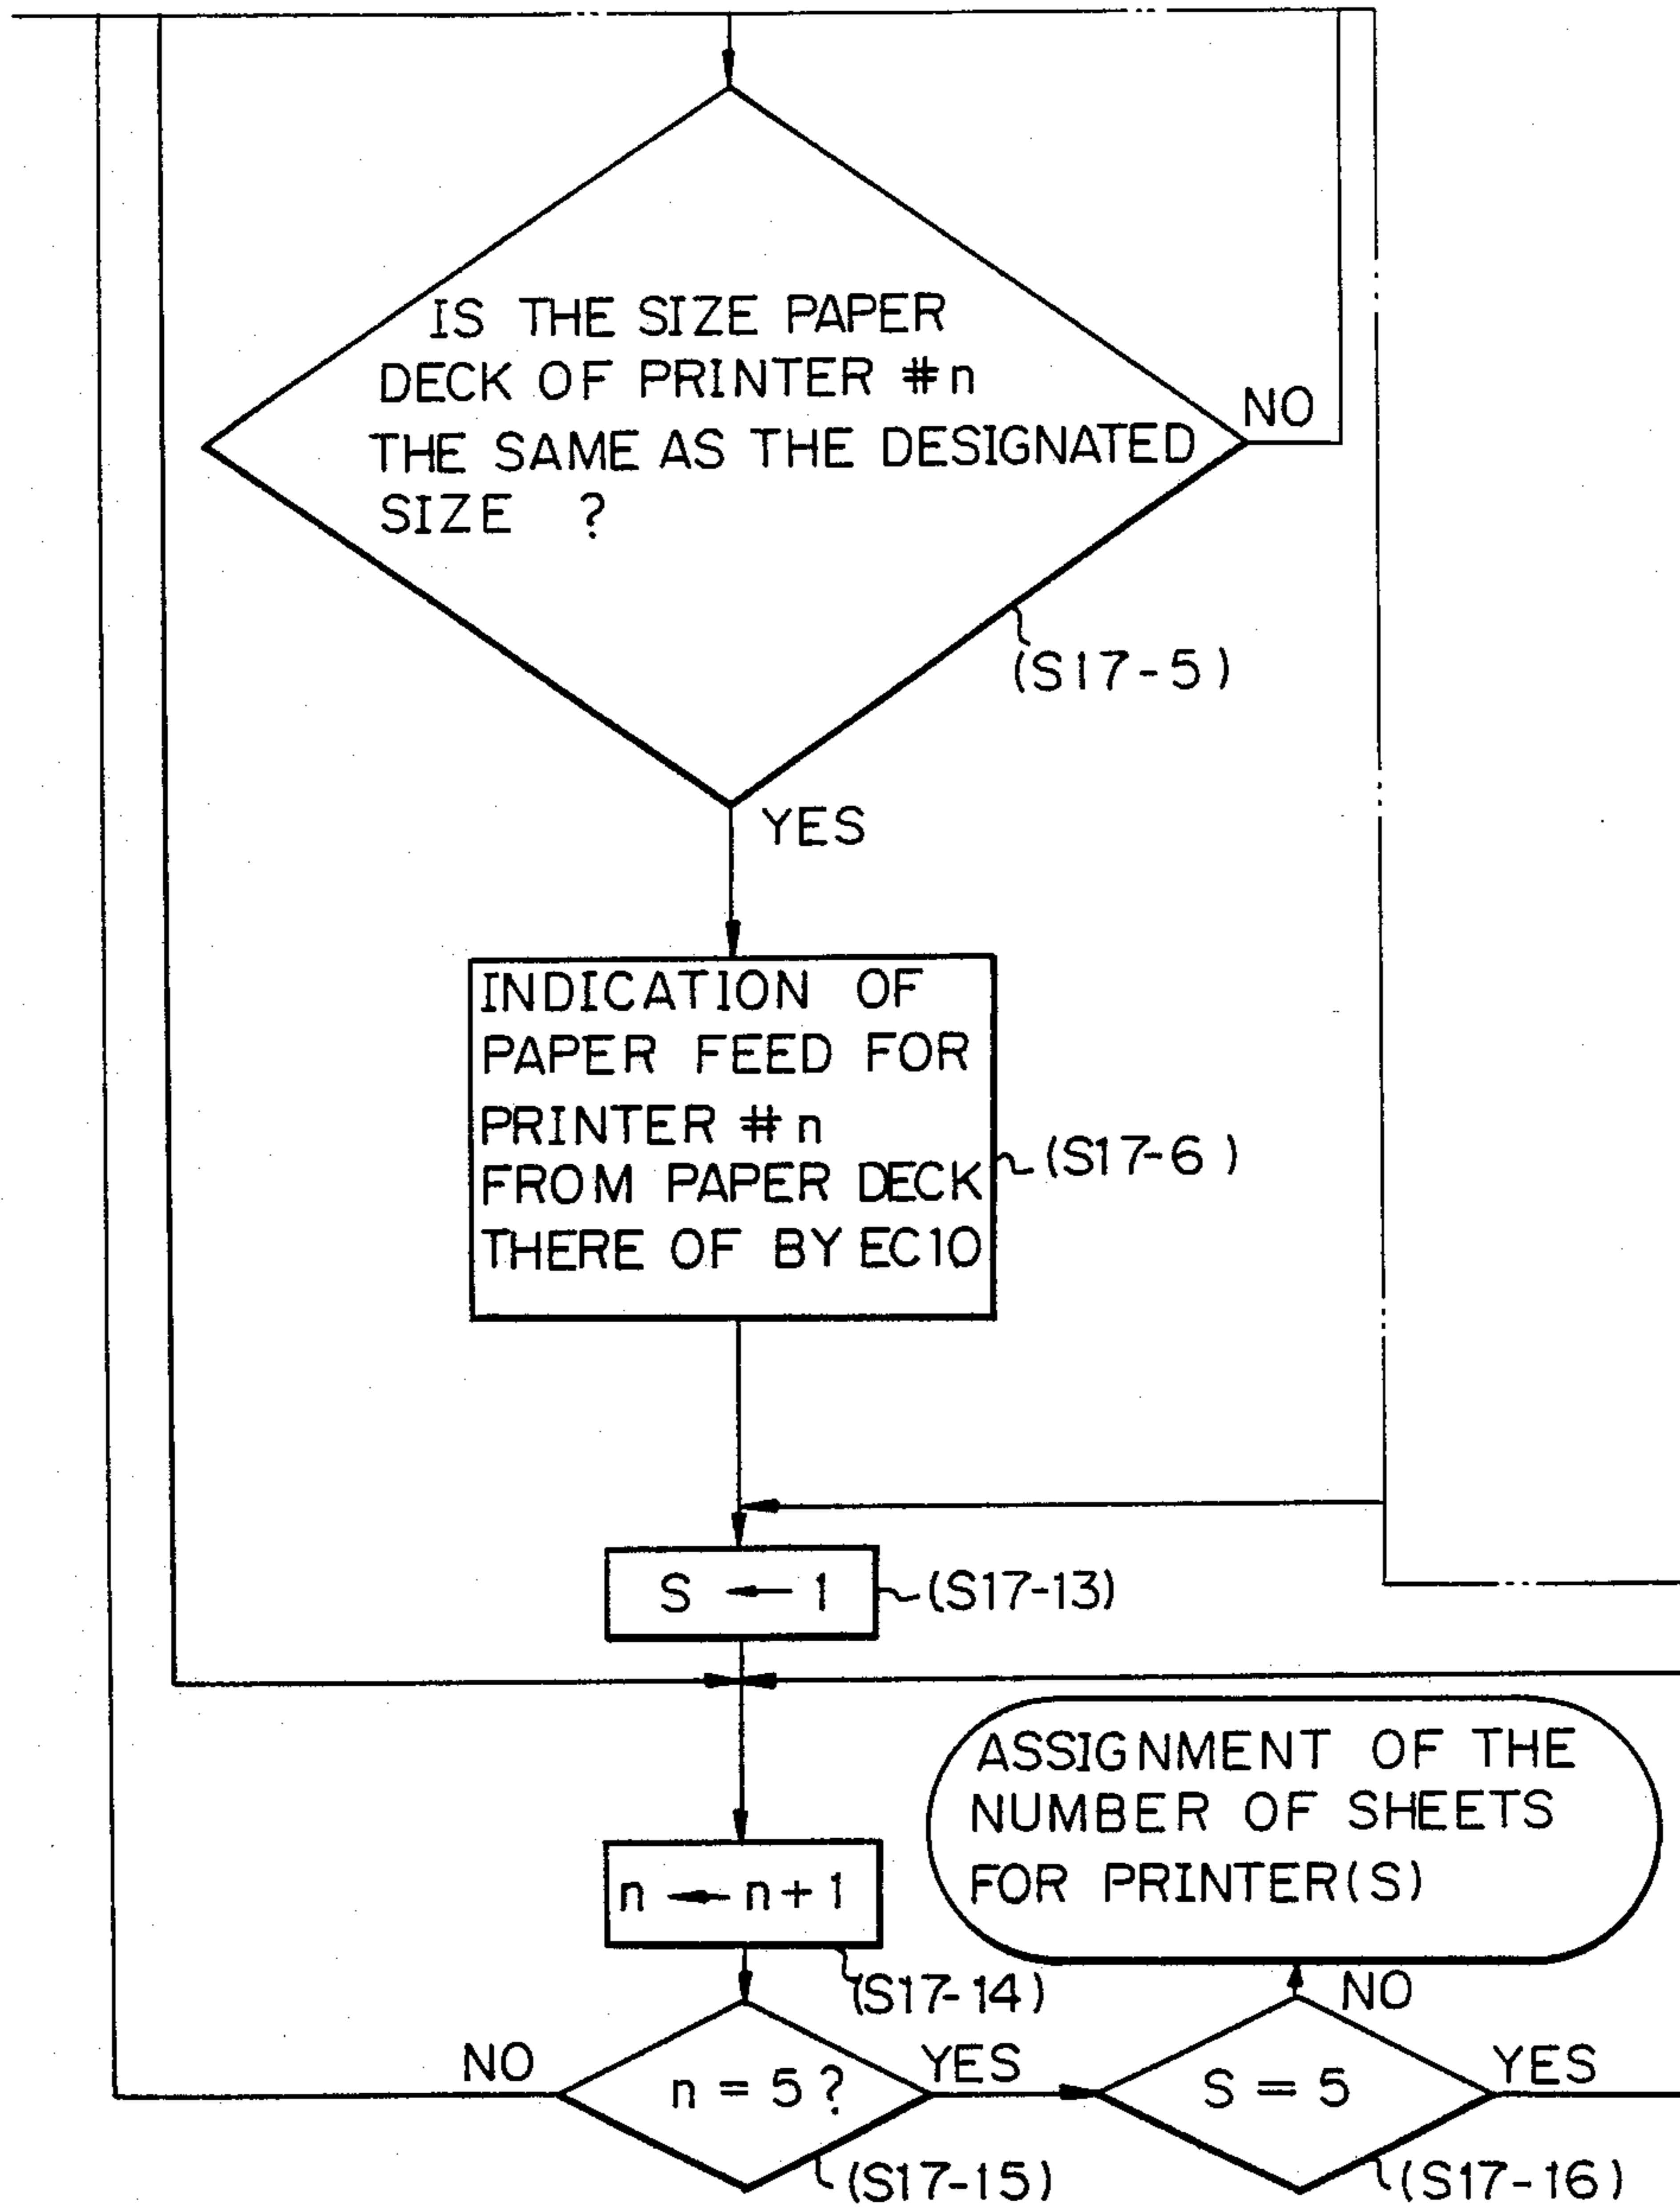 IS THE SIZE PAPER
DECK OF PRINTER #n
THE SAME AS THE DESIGNATED
SIZE ?
NO
(S17-5)
YES
INDICATION OF
PAPER FEED FOR
PRINTER #n
FROM PAPER DECK
THERE OF BY EC10
(S17-6)
S ← 1
(S17-13)
ASSIGNMENT OF THE
NUMBER OF SHEETS
FOR PRINTER(S)
n ← n+1
(S17-14)
NO
NO
n = 5?
YES
S = 5
YES
(S17-15)
(S17-16)